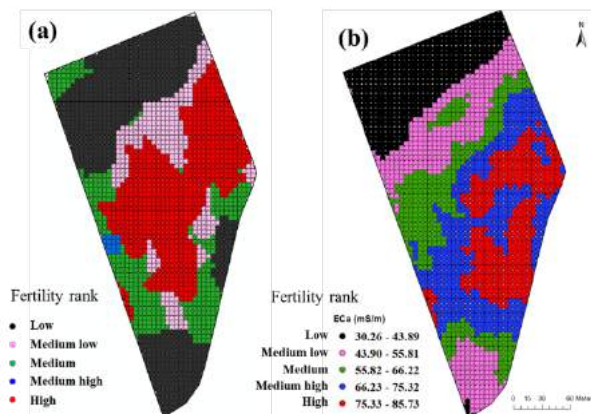 (a)
Fertility rank
Low
Medium low
Medium
Medium high
High
(b)
N
Fertility rank
ECa (mS/m)
Low 30.26 - 43.89
Medium low 43.90 - 55.81
Medium 55.82 - 66.22
Medium high 66.23 - 75.32
High 75.33 - 85.73
0 15 30 60